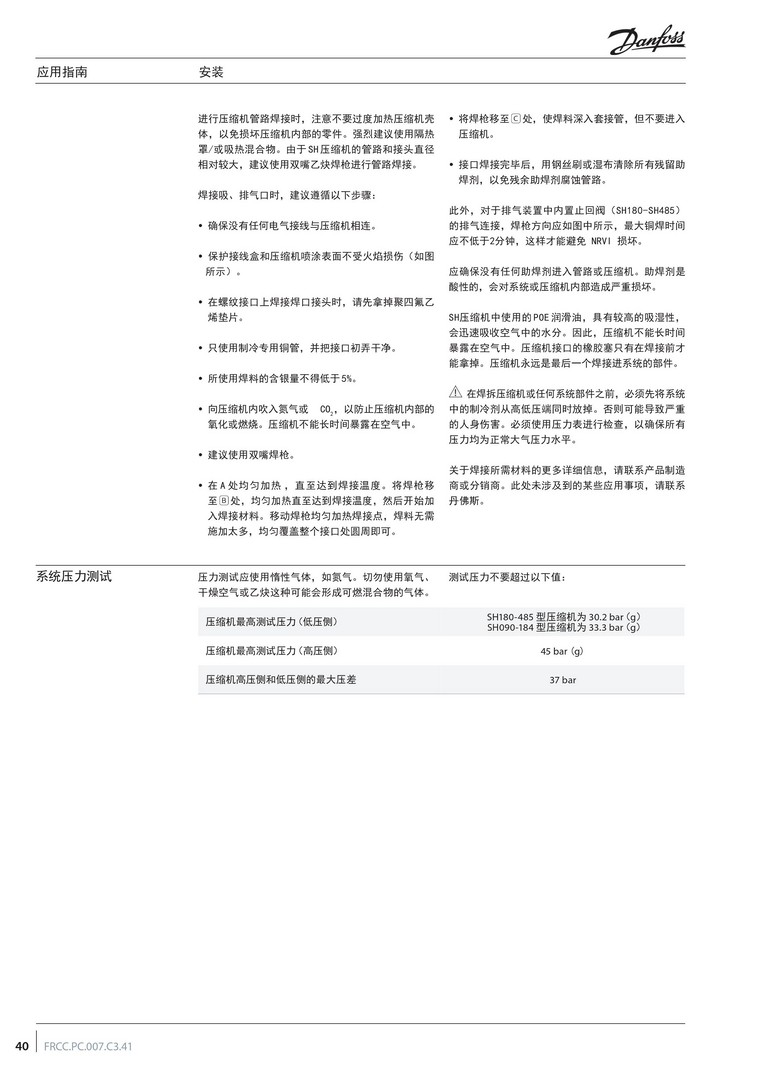 Danfoss
应用指南
安装
进行压缩机管路焊接时，注意不要过度加热压缩机壳
体，以免损坏压缩机内部的零件。强烈建议使用隔热
罩/或吸热混合物。由于SH压缩机的管路和接头直径
相对较大，建议使用双嘴乙炔焊枪进行管路焊接。
焊接吸、排气口时，建议遵循以下步骤：
• 确保没有任何电气接线与压缩机相连。
• 保护接线盒和压缩机喷涂表面不受火焰损伤（如图
所示）。
• 在螺纹接口上焊接焊口接头时，请先拿掉聚四氟乙
烯垫片。
• 只使用制冷专用铜管，并把接口初弄干净。
• 所使用焊料的含银量不得低于5%。
• 向压缩机内吹入氮气或 CO₂，以防止压缩机内部的
氧化或燃烧。压缩机不能长时间暴露在空气中。
• 建议使用双嘴焊枪。
• 在A处均匀加热，直至达到焊接温度。将焊枪移
至Ⓑ处，均匀加热直至达到焊接温度，然后开始加
入焊接材料。移动焊枪均匀加热焊接点，焊料无需
施加太多，均匀覆盖整个接口处圆周即可。
• 将焊枪移至Ⓒ处，使焊料深入套接管，但不要进入
压缩机。
• 接口焊接完毕后，用钢丝刷或湿布清除所有残留助
焊剂，以免残余助焊剂腐蚀管路。
此外，对于排气装置中内置止回阀（SH180-SH485）
的排气连接，焊枪方向应如图中所示，最大铜焊时间
应不低于2分钟，这样才能避免 NRVI 损坏。
应确保没有任何助焊剂进入管路或压缩机。助焊剂是
酸性的，会对系统或压缩机内部造成严重损坏。
SH压缩机中使用的POE润滑油，具有较高的吸湿性，
会迅速吸收空气中的水分。因此，压缩机不能长时间
暴露在空气中。压缩机接口的橡胶塞只有在焊接前才
能拿掉。压缩机永远是最后一个焊接进系统的部件。
⚠ 在焊拆压缩机或任何系统部件之前，必须先将系统
中的制冷剂从高低压端同时放掉。否则可能导致严重
的人身伤害。必须使用压力表进行检查，以确保所有
压力均为正常大气压力水平。
关于焊接所需材料的更多详细信息，请联系产品制造
商或分销商。此处未涉及到的某些应用事项，请联系
丹佛斯。
系统压力测试
压力测试应使用惰性气体，如氮气。切勿使用氧气、
干燥空气或乙炔这种可能会形成可燃混合物的气体。
测试压力不要超过以下值：
压缩机最高测试压力（低压侧）
SH180-485 型压缩机为 30.2 bar（g）
SH090-184 型压缩机为 33.3 bar（g）
压缩机最高测试压力（高压侧）
45 bar（g）
压缩机高压侧和低压侧的最大压差
37 bar
40
FRCC.PC.007.C3.41